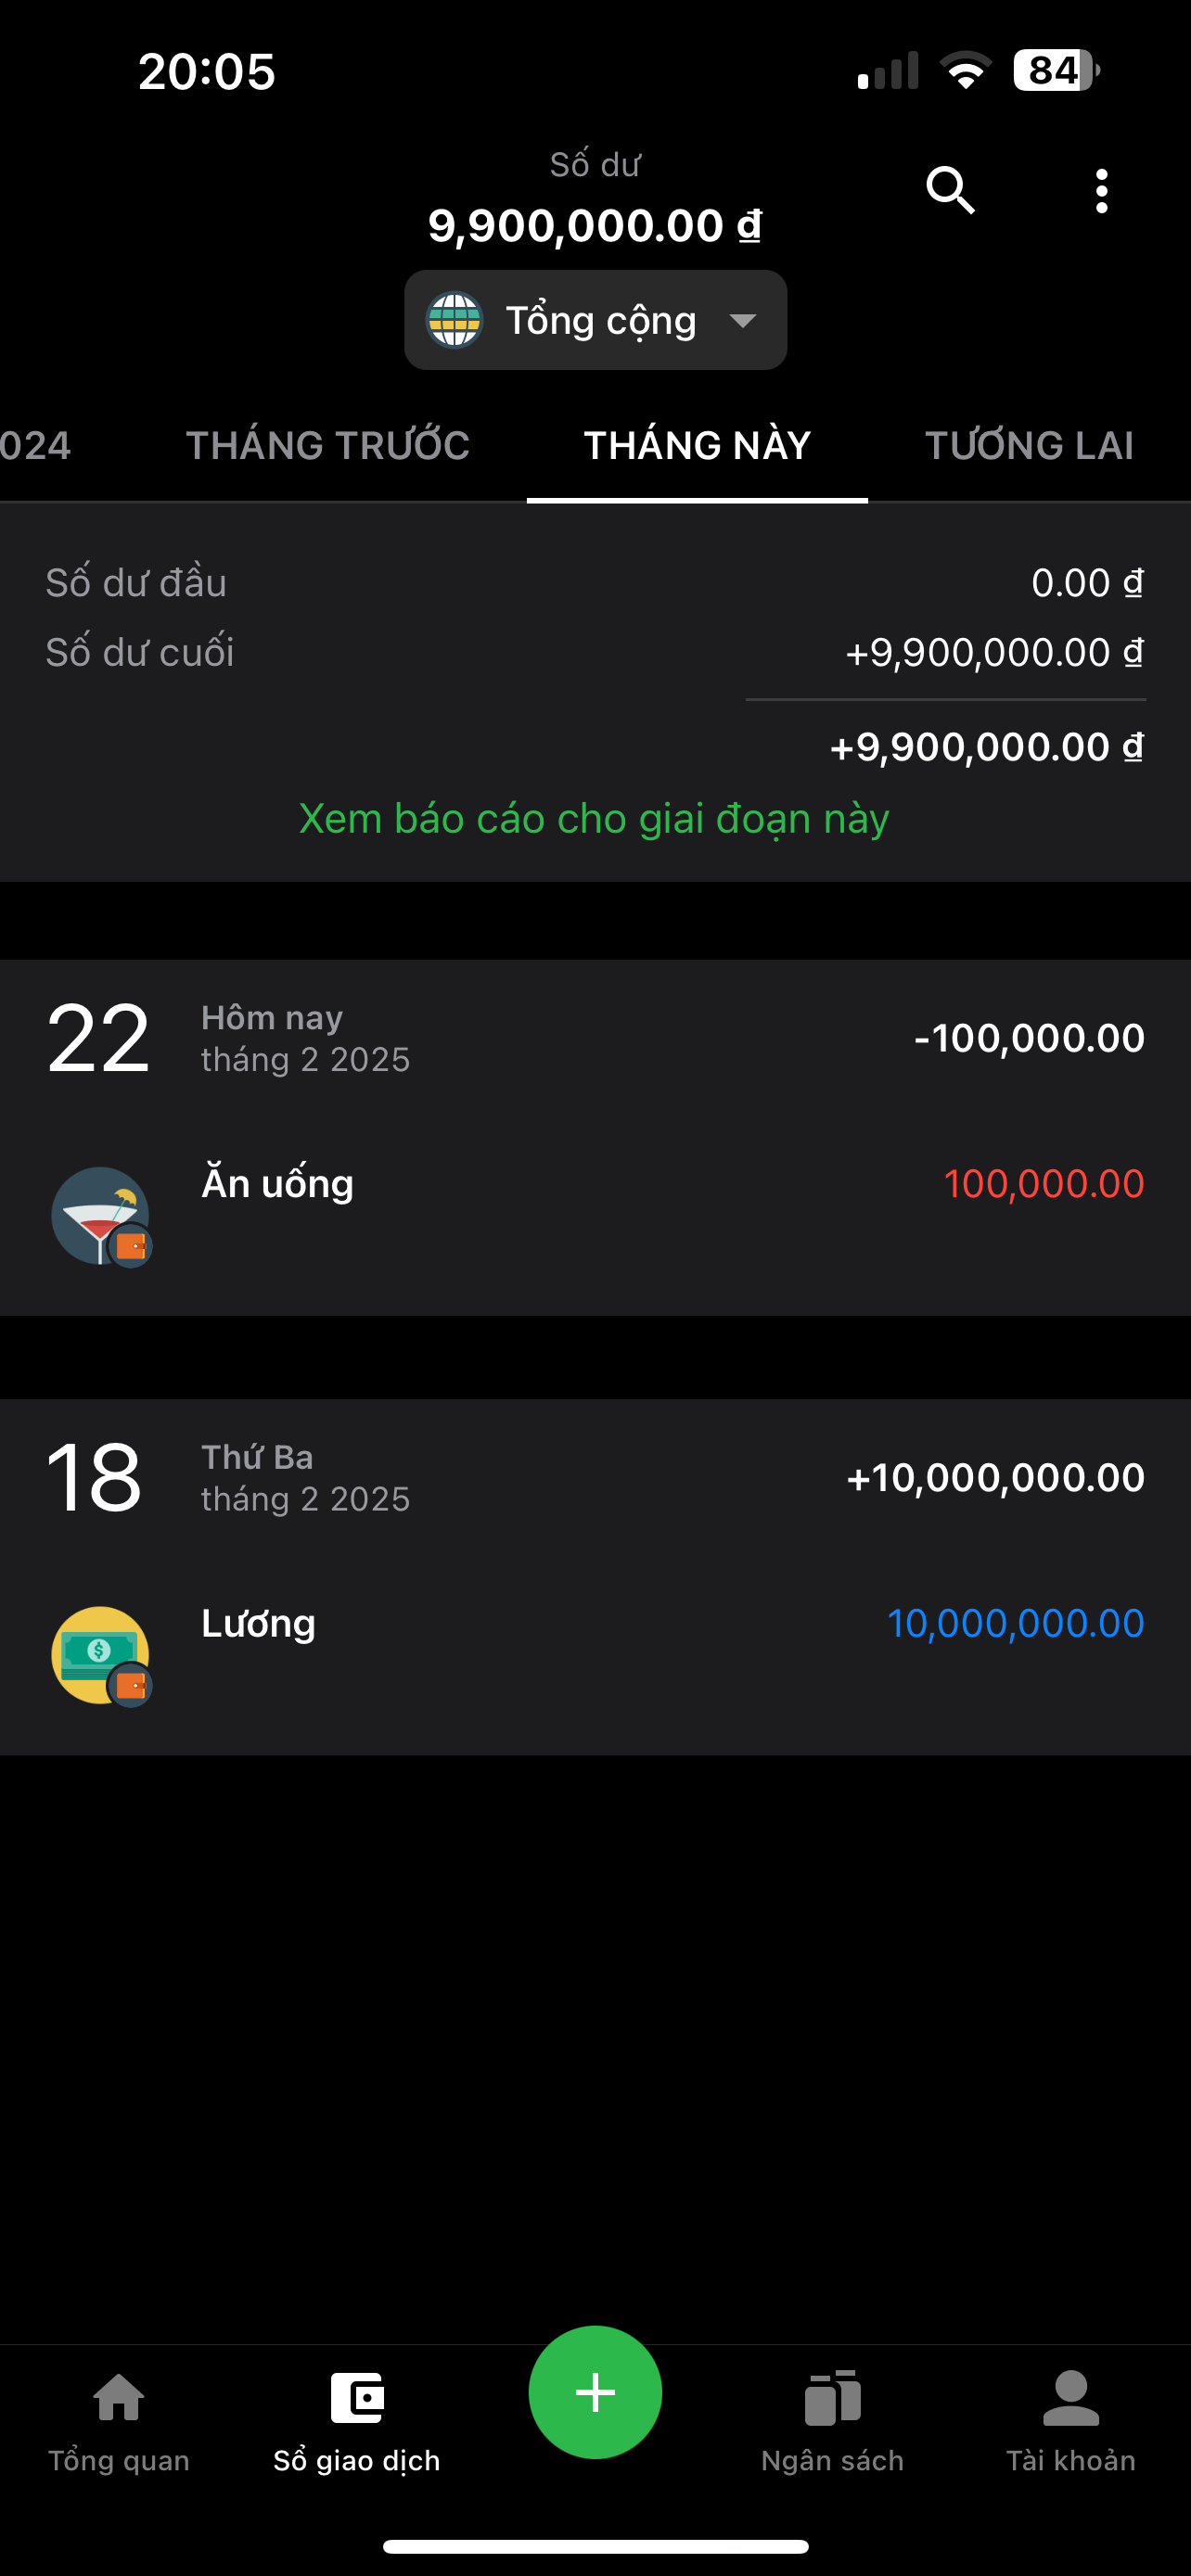 20:05
84
Số dư
9,900,000.00 ₫
Tổng cộng
024 THÁNG TRƯỚC THÁNG NÀY TƯƠNG LAI
Số dư đầu 0.00 ₫
Số dư cuối +9,900,000.00 ₫
+9,900,000.00 ₫
Xem báo cáo cho giai đoạn này
22 Hôm nay -100,000.00
tháng 2 2025
Ăn uống 100,000.00
18 Thứ Ba +10,000,000.00
tháng 2 2025
Lương 10,000,000.00
Tổng quan Sổ giao dịch Ngân sách Tài khoản